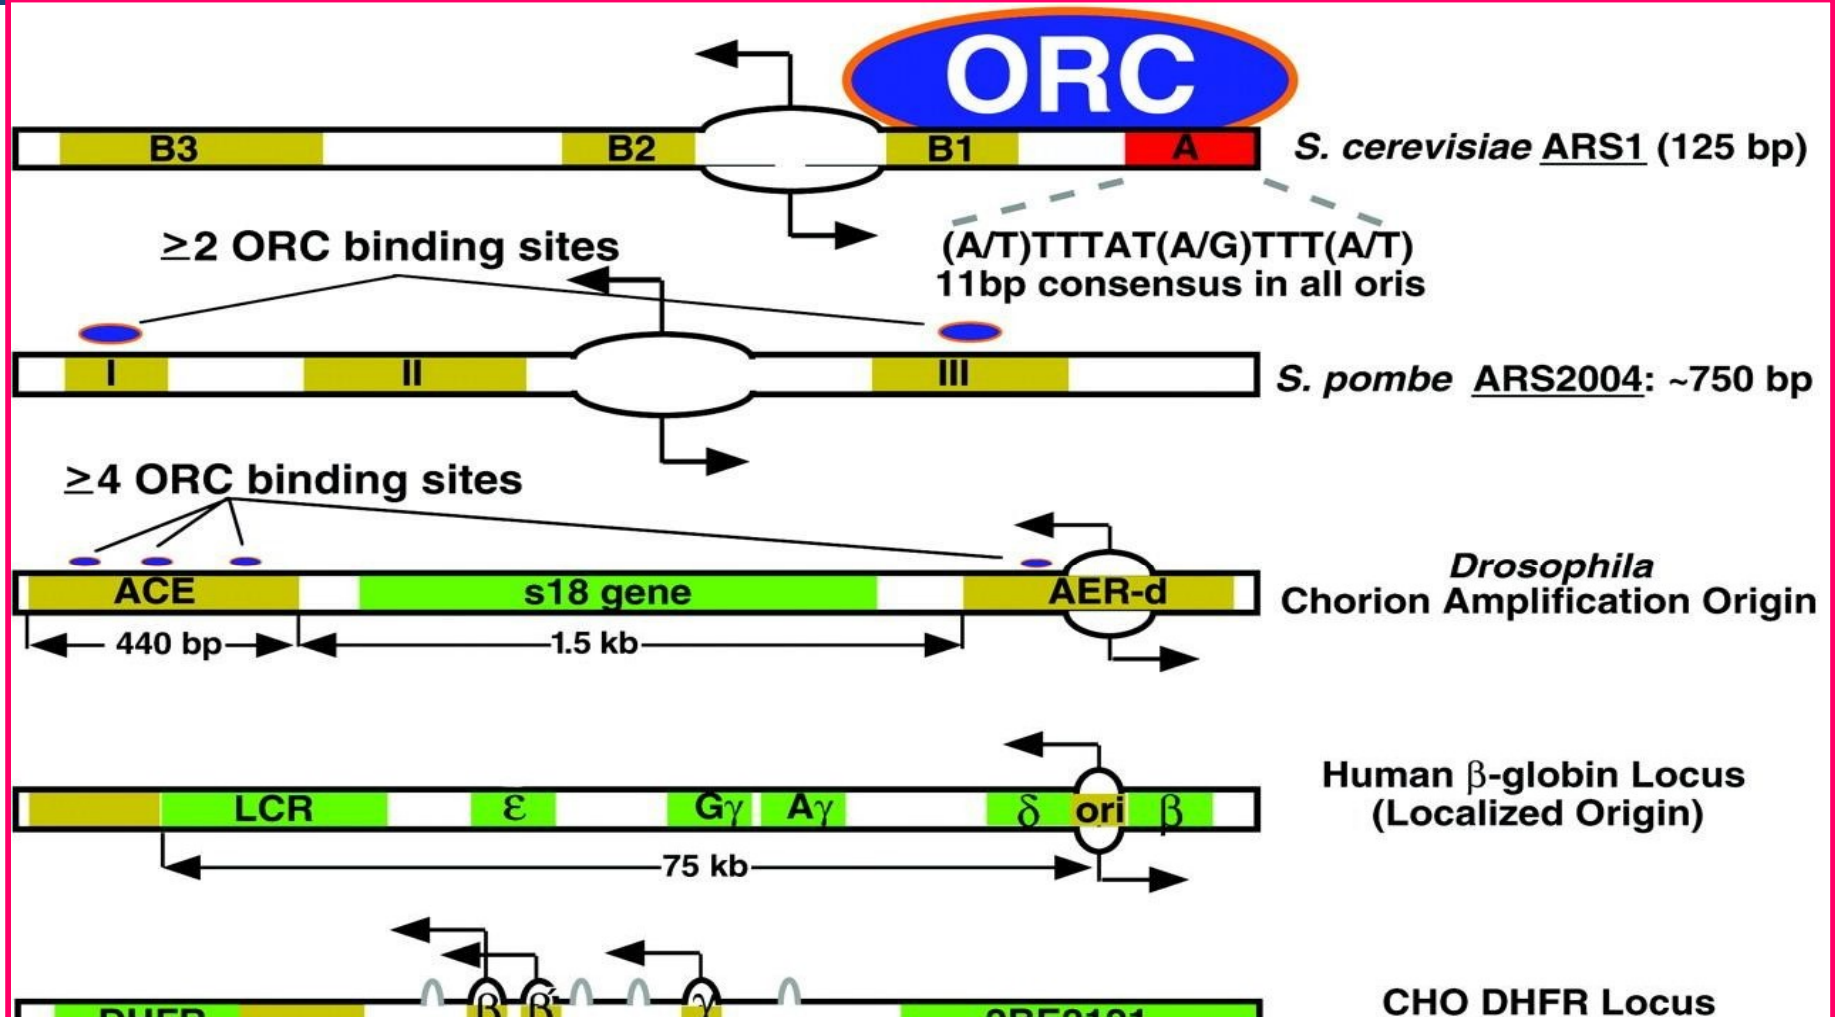 ORC
B3 B2 B1 A
S. cerevisiae ARS1 (125 bp)
(A/T)TTTAT(A/G)TTT(A/T)
11bp consensus in all oris
≥2 ORC binding sites
I II III
S. pombe ARS2004: ~750 bp
≥4 ORC binding sites
ACE s18 gene AER-d
Drosophila
Chorion Amplification Origin
440 bp 1.5 kb
LCR ε Gγ Aγ δ ori β
Human β-globin Locus
(Localized Origin)
75 kb
DHFR β β' γ
CHO DHFR Locus